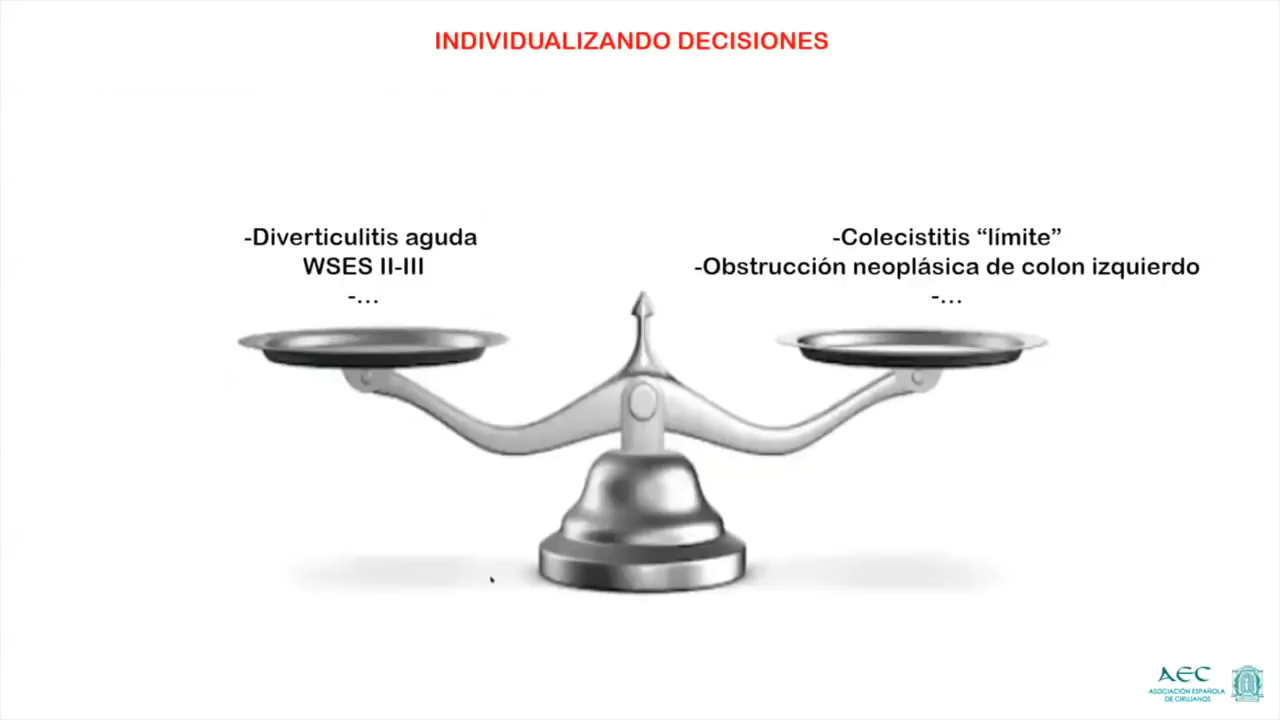 INDIVIDUALIZANDO DECISIONES
-Diverticulitis aguda
WSES II-III
-...
-Colecistitis “límite”
-Obstrucción neoplásica de colon izquierdo
-...
AEC
ASOCIACIÓN ESPAÑOLA
DE CIRUJANOS